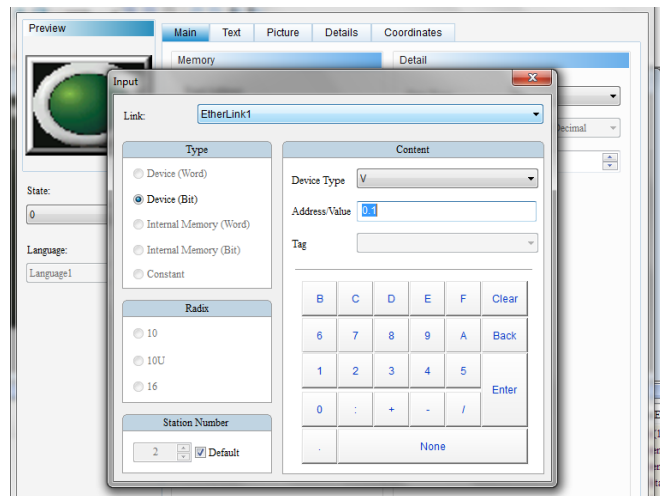 Preview
Main Text Picture Details Coordinates
Memory
Detail
Input
Link: EtherLink1
Type
Device (Word)
Device (Bit)
Internal Memory (Word)
Internal Memory (Bit)
Constant
Radix
10
10U
16
Station Number
2 Default
Content
Device Type V
Address/Value 0.1
Tag
B C D E F Clear
6 7 8 9 A Back
1 2 3 4 5
Enter
0 : + - /
. None
Decimal
State:
0
Language:
Language1